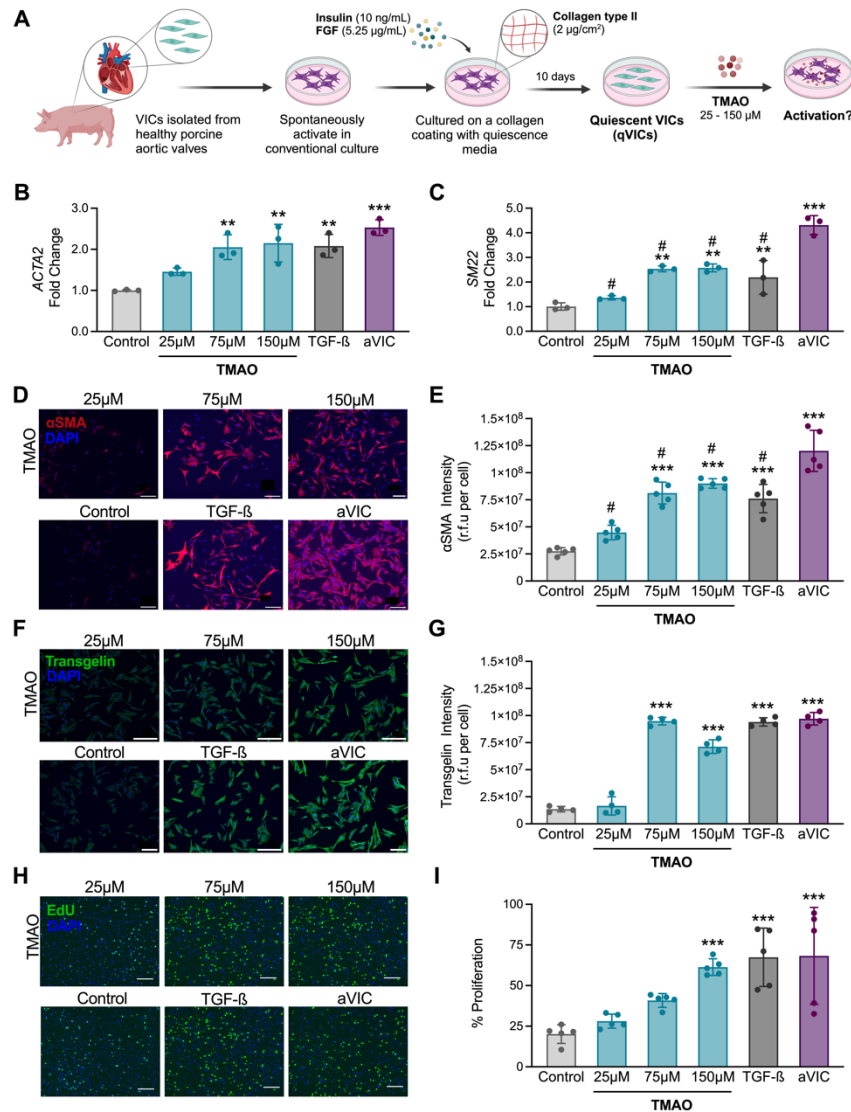 A
Insulin (10 ng/mL)
FGF (5.25 µg/mL)
Collagen type II
(2 µg/cm²)
10 days
TMAO
25 - 150 µM
VICs isolated from
healthy porcine
aortic valves
Spontaneously
activate in
conventional culture
Cultured on a collagen
coating with quiescence
media
Quiescent VICs
(qVICs)
Activation?
B
ACTA2
Fold Change
3.0
2.0
1.0
0.0
** ** ** ***
Control 25µM 75µM 150µM TGF-ß aVIC
TMAO
C
SM22
Fold Change
5.0
4.0
3.0
2.0
1.0
0.0
# # # # ***
** ** **
Control 25µM 75µM 150µM TGF-ß aVIC
TMAO
D
25µM 75µM 150µM
TMAO
αSMA
DAPI
Control TGF-ß aVIC
E
αSMA Intensity
(r.f.u per cell)
1.5×10⁸
1×10⁸
7.5×10⁷
5×10⁷
2.5×10⁷
0
# # # # ***
*** *** ***
Control 25µM 75µM 150µM TGF-ß aVIC
TMAO
F
25µM 75µM 150µM
TMAO
Transgelin
DAPI
Control TGF-ß aVIC
G
Transgelin Intensity
(r.f.u per cell)
1.5×10⁸
1×10⁸
7.5×10⁷
5×10⁷
2.5×10⁷
0
*** *** *** ***
Control 25µM 75µM 150µM TGF-ß aVIC
TMAO
H
25µM 75µM 150µM
TMAO
EdU
DAPI
Control TGF-ß aVIC
I
% Proliferation
100
75
50
25
0
*** *** ***
Control 25µM 75µM 150µM TGF-ß aVIC
TMAO